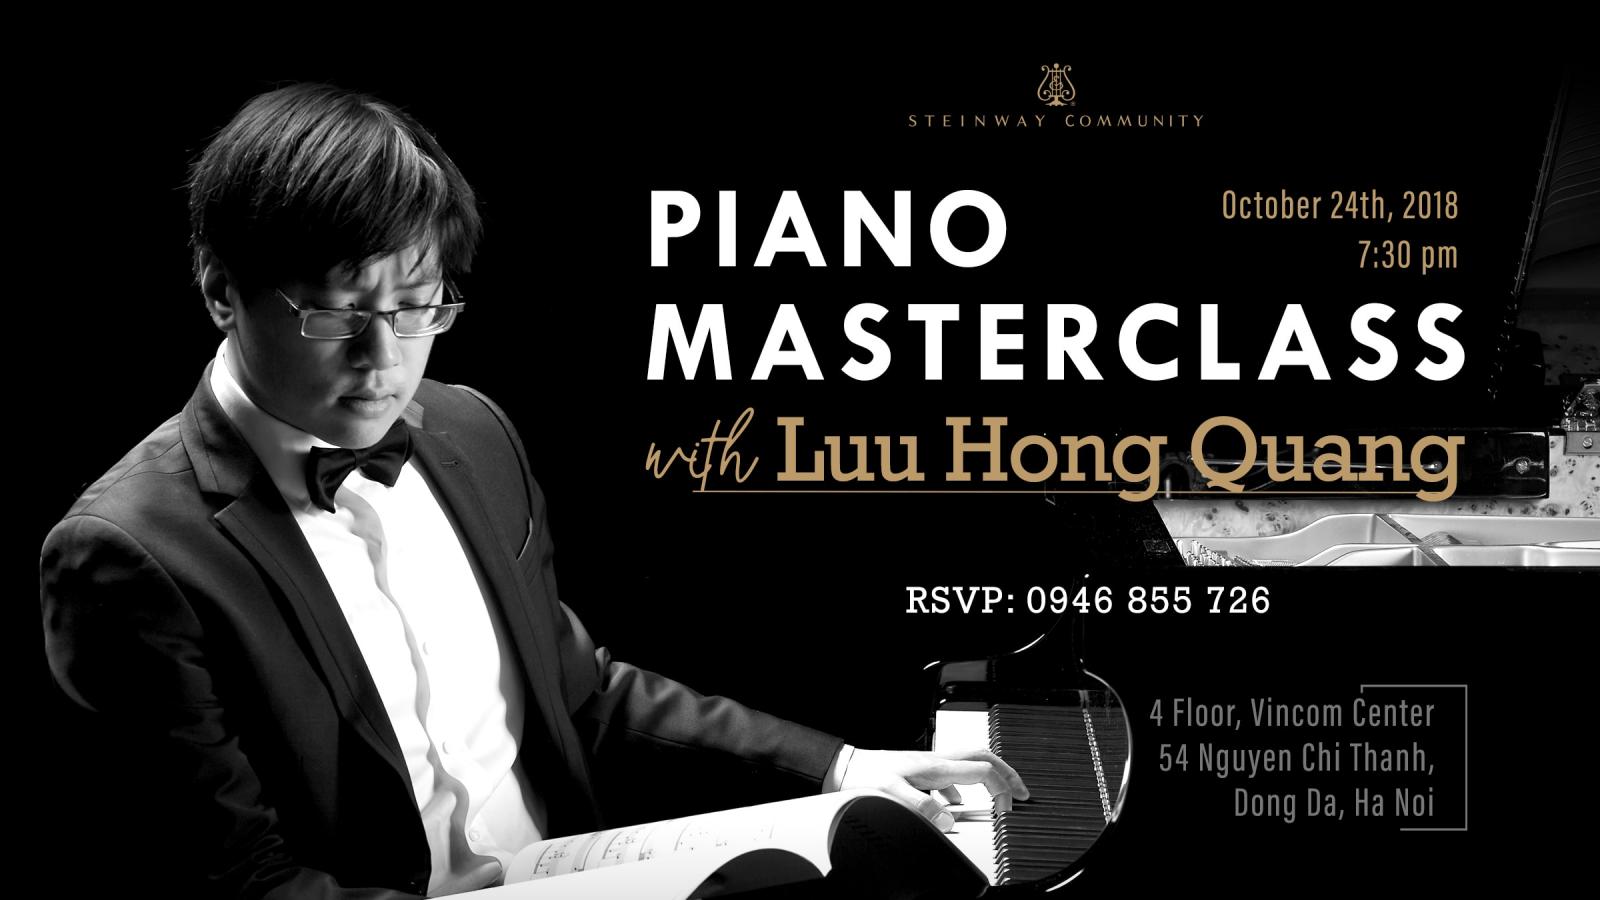 STEINWAY COMMUNITY
PIANO
MASTERCLASS
with Luu Hong Quang
October 24th, 2018
7:30 pm
RSVP: 0946 855 726
4 Floor, Vincom Center
54 Nguyen Chi Thanh,
Dong Da, Ha Noi